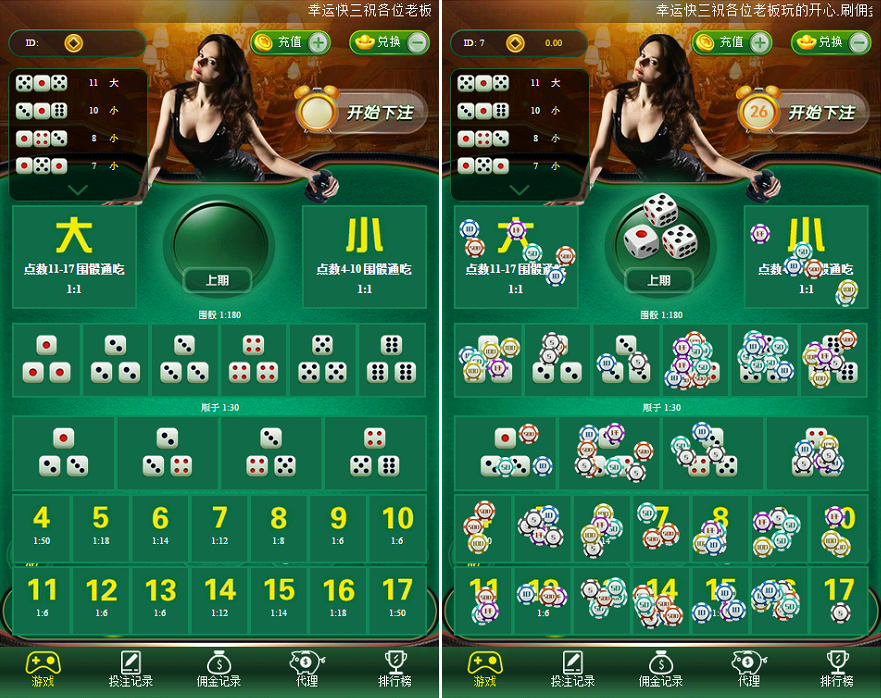 幸运快三祝各位老板
ID:
充值
兑换
11 大
10 小
8 小
7 小
开始下注
大
点数11-17 围骰通吃
1:1
上期
小
点数4-10 围骰通吃
1:1
围骰 1:180
顺子 1:30
4 5 6 7 8 9 10
1:50 1:18 1:14 1:12 1:8 1:6 1:6
11 12 13 14 15 16 17
1:6 1:6 1:6 1:12 1:14 1:18 1:50
游戏 投注记录 佣金记录 代理 排行榜
幸运快三祝各位老板玩的开心.刷佣
ID: 7 0.00
充值
兑换
11 大
10 小
8 小
7 小
26 开始下注
大
点数11-17 围骰通吃
1:1
上期
小
点数4-10 围骰通吃
1:1
围骰 1:180
顺子 1:30
7 8
11 14 15 17
1:6
游戏 投注记录 佣金记录 代理 排行榜